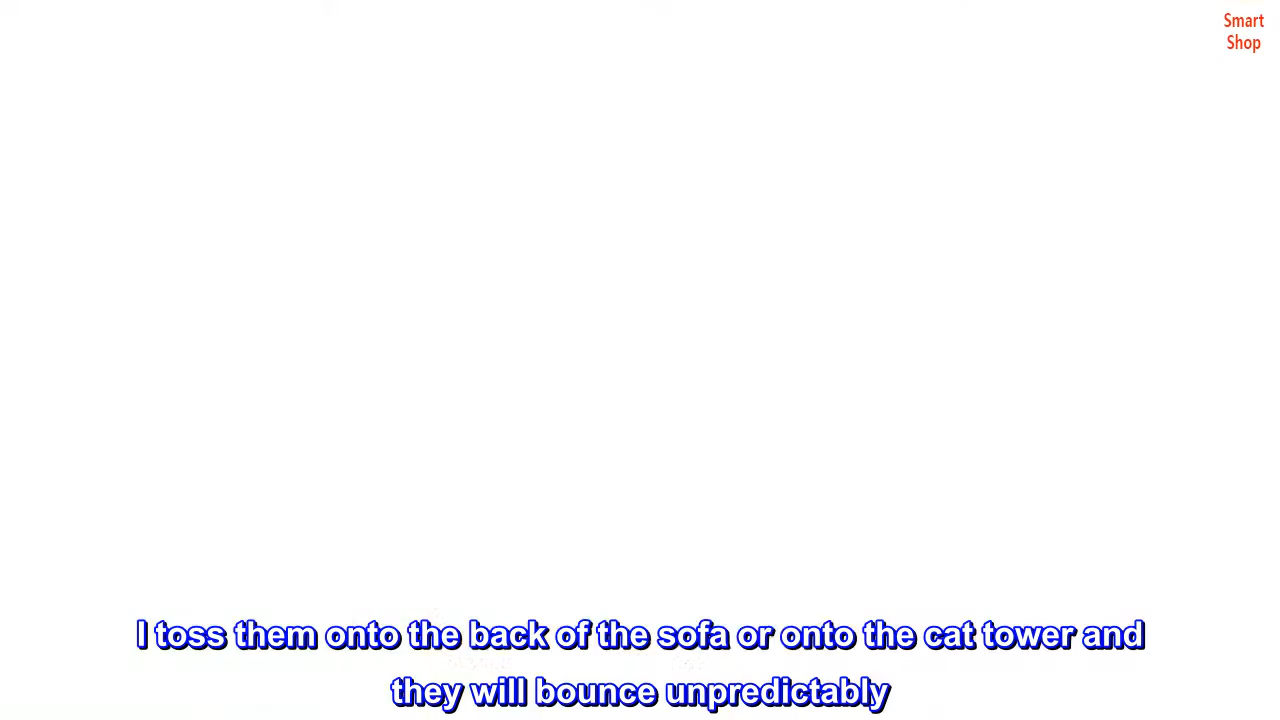 Smart
Shop
I toss them onto the back of the sofa or onto the cat tower and
they will bounce unpredictably